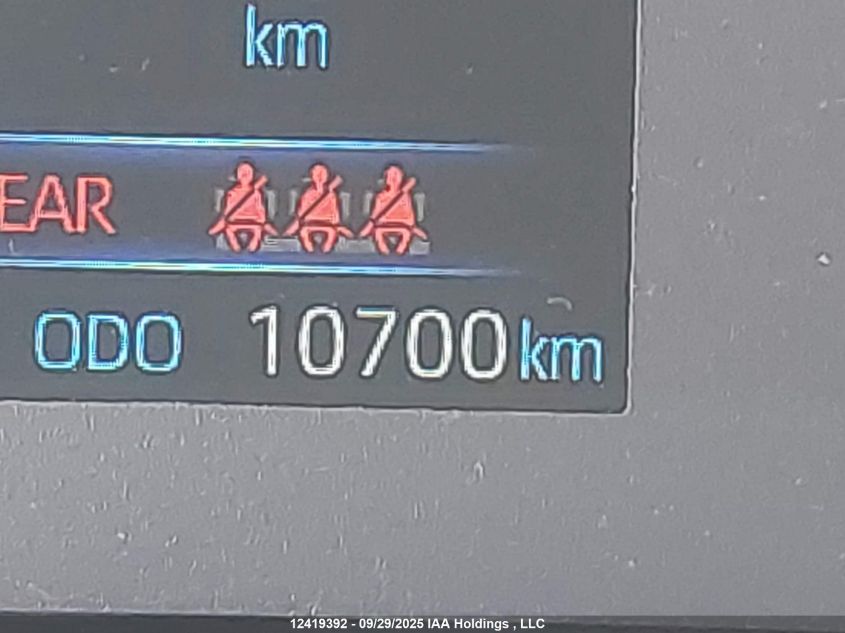 km
EAR
ODO 10700km
12419392 - 09/29/2025 IAA Holdings , LLC